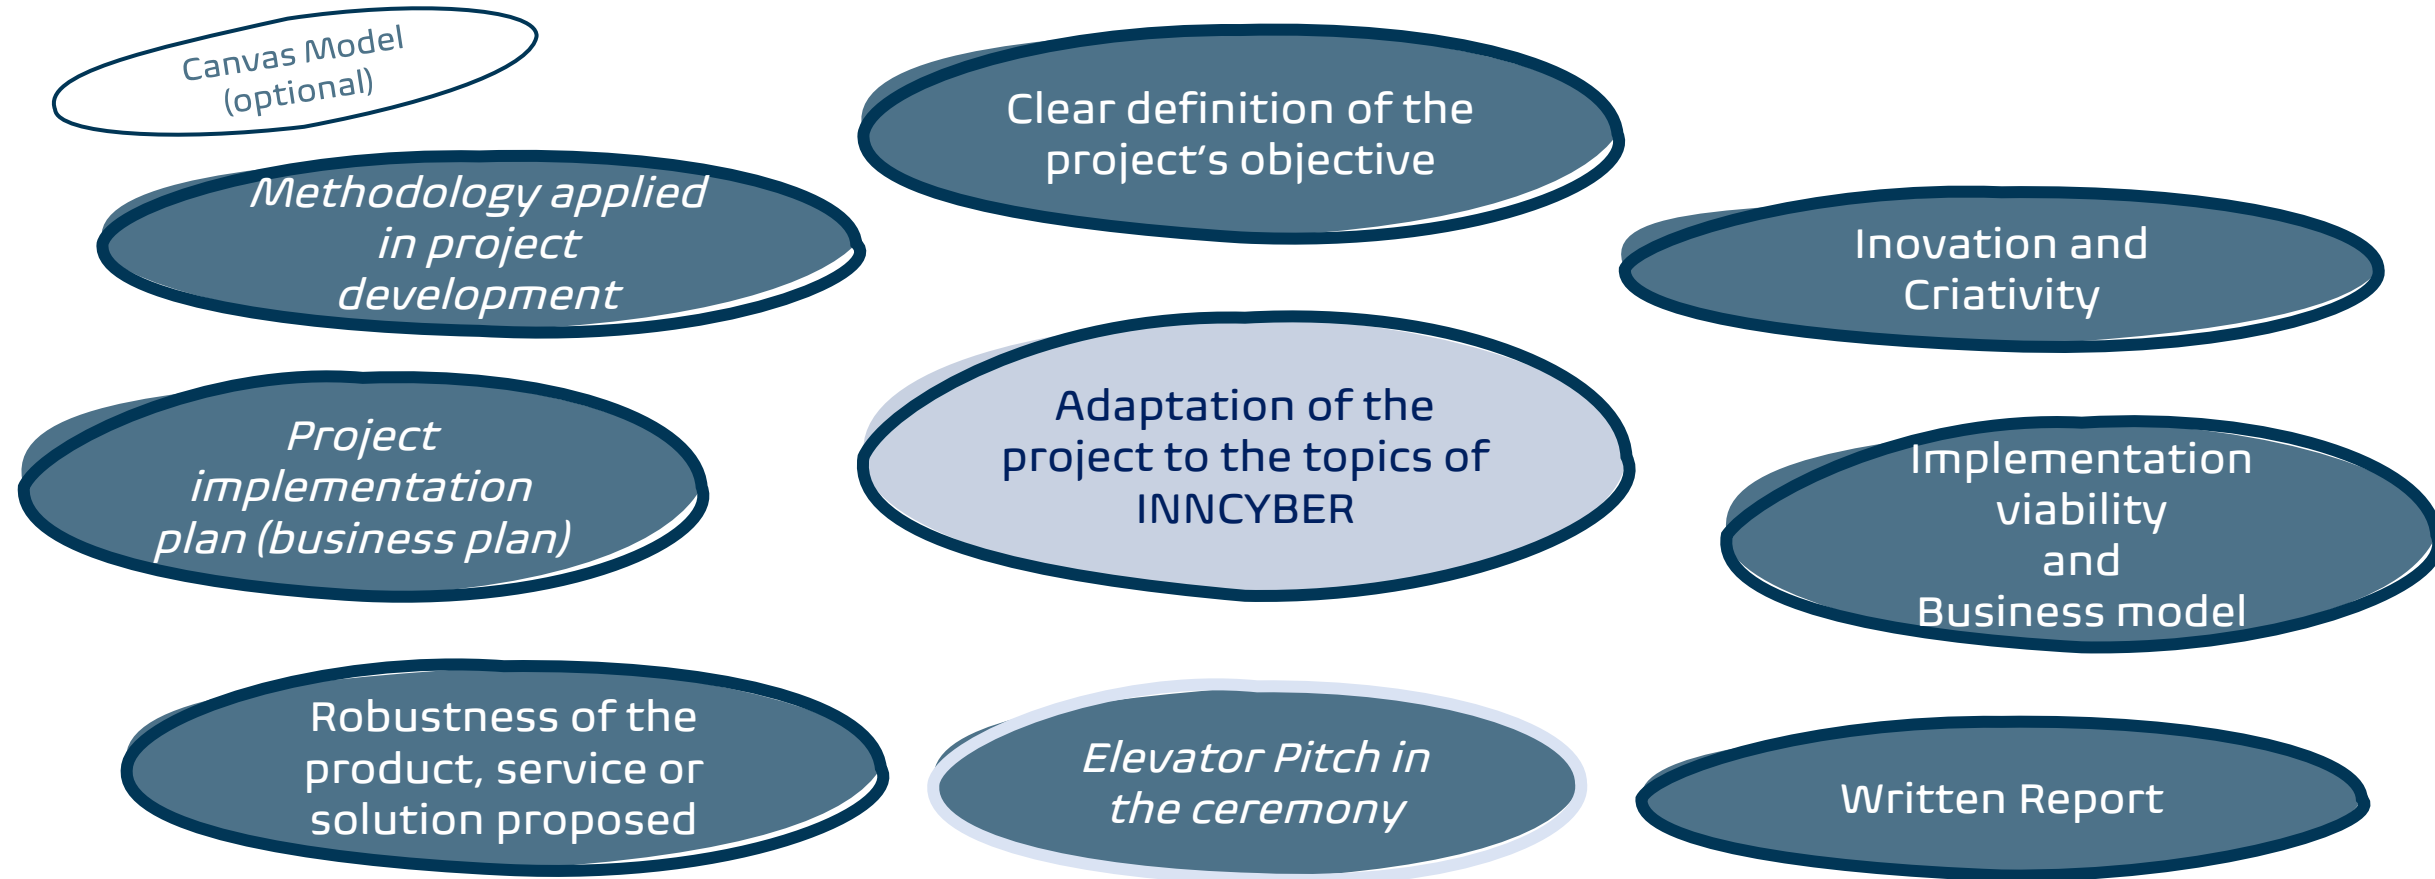 Canvas Model
(optional)
Clear definition of the
project's objective
Methodology applied
in project
development
Inovation and
Criativity
Adaptation of the
project to the topics of
INNCYBER
Project
implementation
plan (business plan)
Implementation
viability
and
Business model
Robustness of the
product, service or
solution proposed
Elevator Pitch in
the ceremony
Written Report